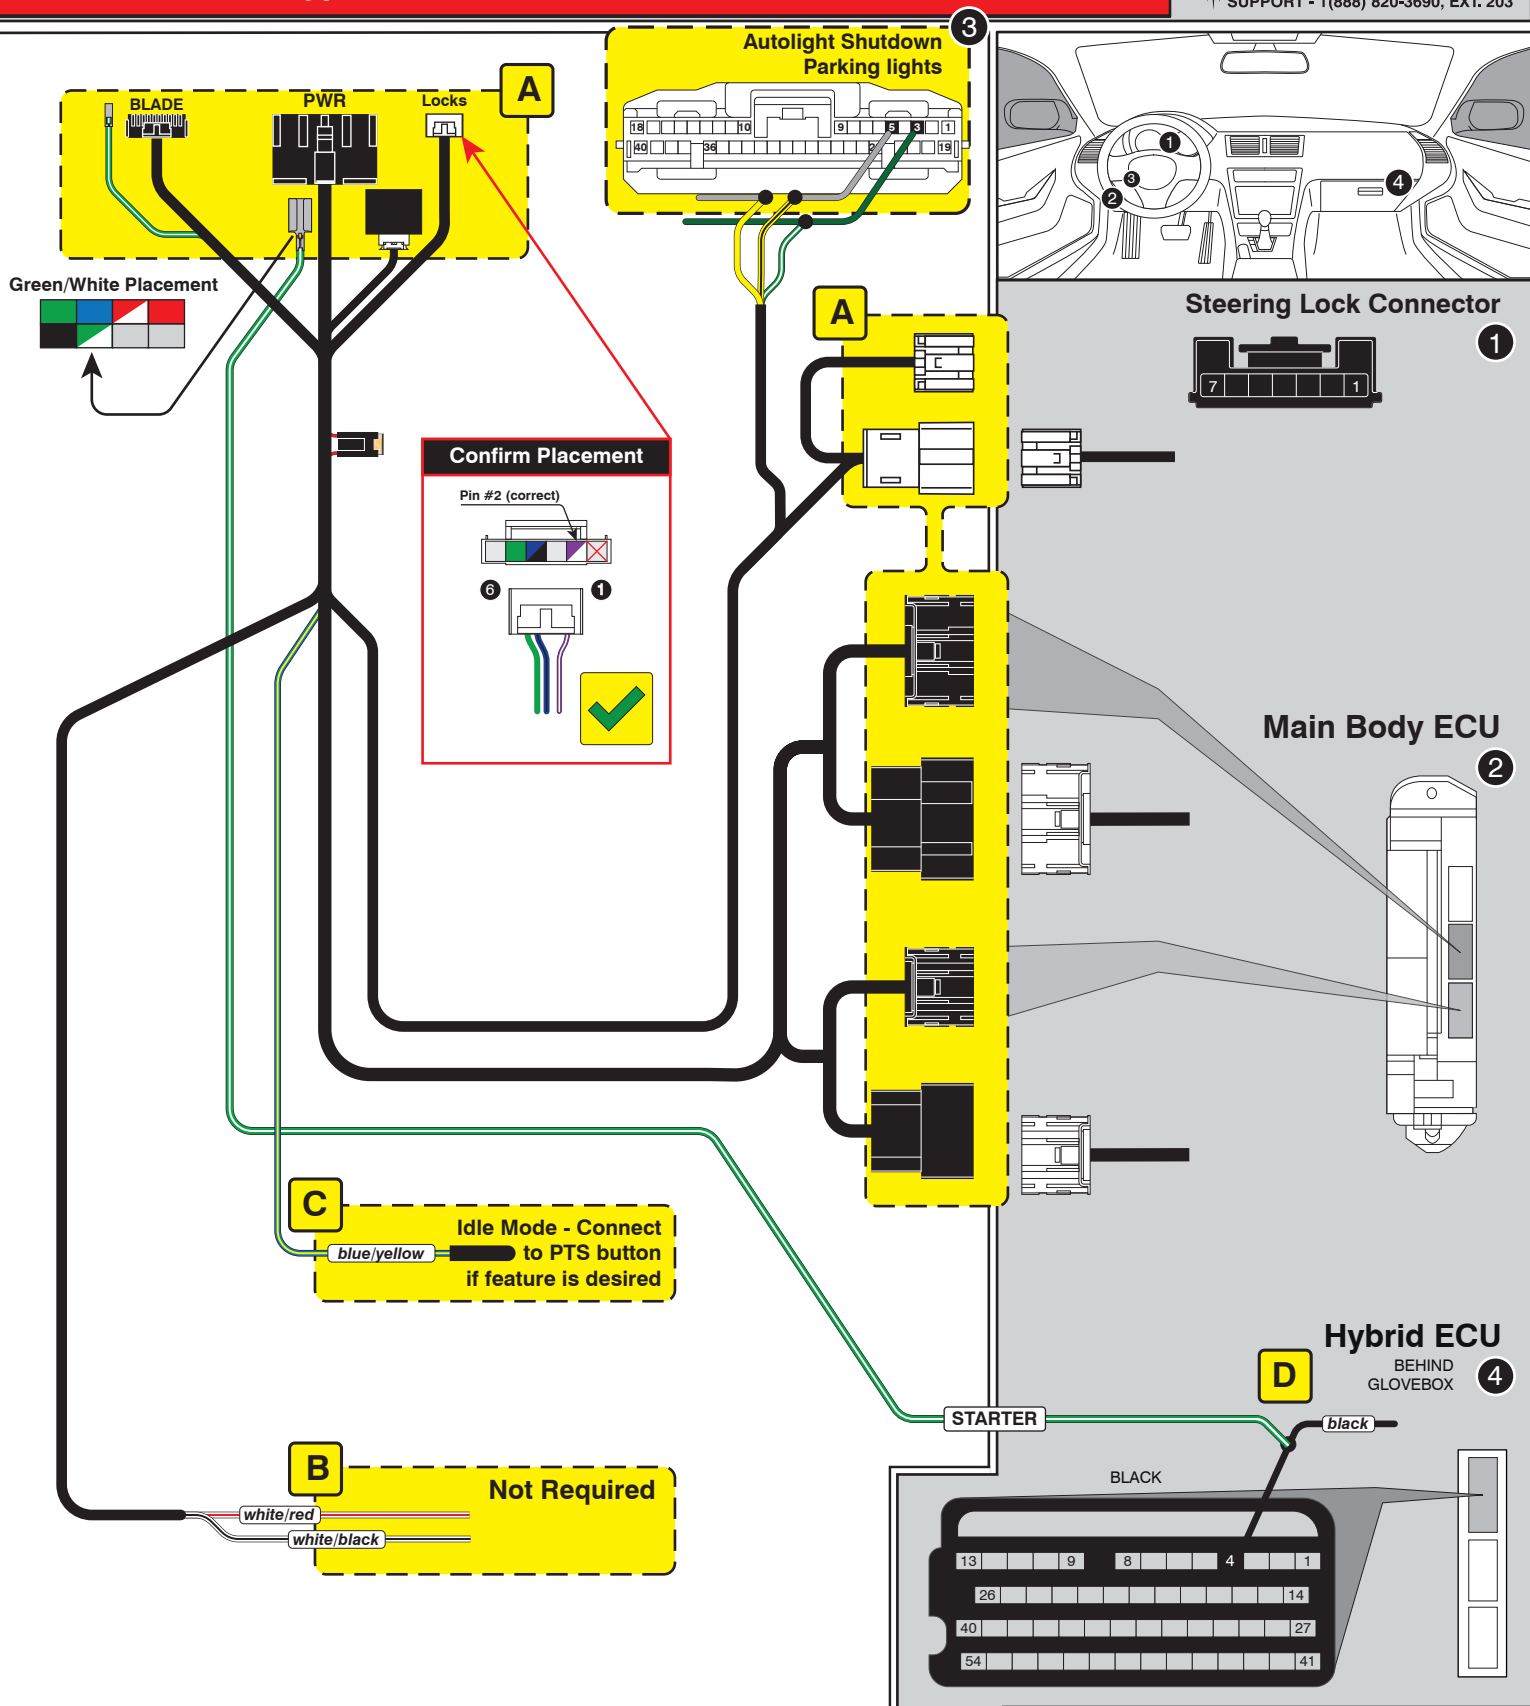 SUPPORT - 1(888) 820-3690, EXT. 203
3
Autolight Shutdown
Parking lights
18 10 9 5 3 1
40 36 19
A
BLADE
PWR
Locks
1
3
2
4
Green/White Placement
A
Steering Lock Connector
1
7 1
Confirm Placement
Pin #2 (correct)
6 1
Main Body ECU
2
C
Idle Mode - Connect
to PTS button
if feature is desired
blue/yellow
Hybrid ECU
BEHIND
GLOVEBOX
4
D
STARTER
black
B
Not Required
white/red
white/black
BLACK
13 9 8 4 1
26 14
40 27
54 41